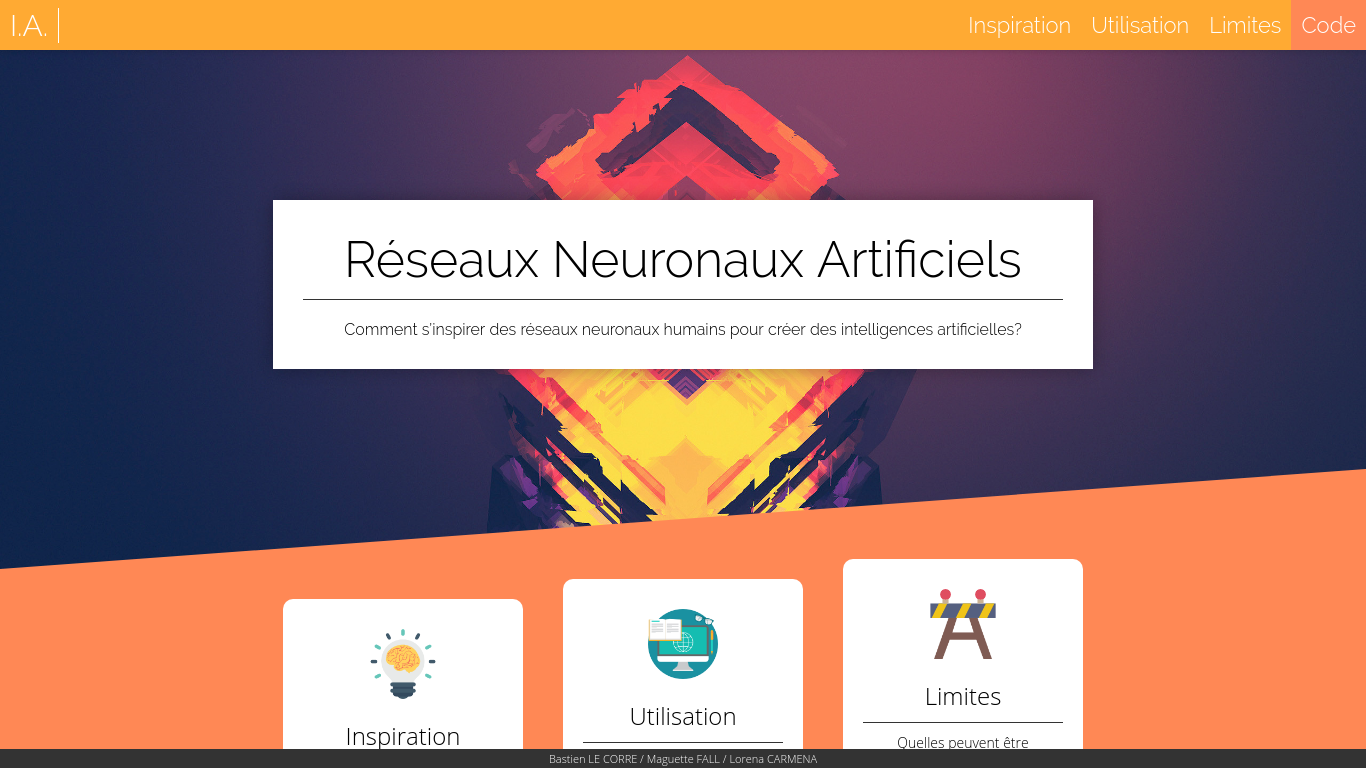 I.A.
Inspiration
Utilisation
Limites
Code
Réseaux Neuronaux Artificiels
Comment s'inspirer des réseaux neuronaux humains pour créer des intelligences artificielles?
Inspiration
Utilisation
Limites
Quelles peuvent être
Bastien LE CORRE / Maguette FALL / Lorena CARMENA